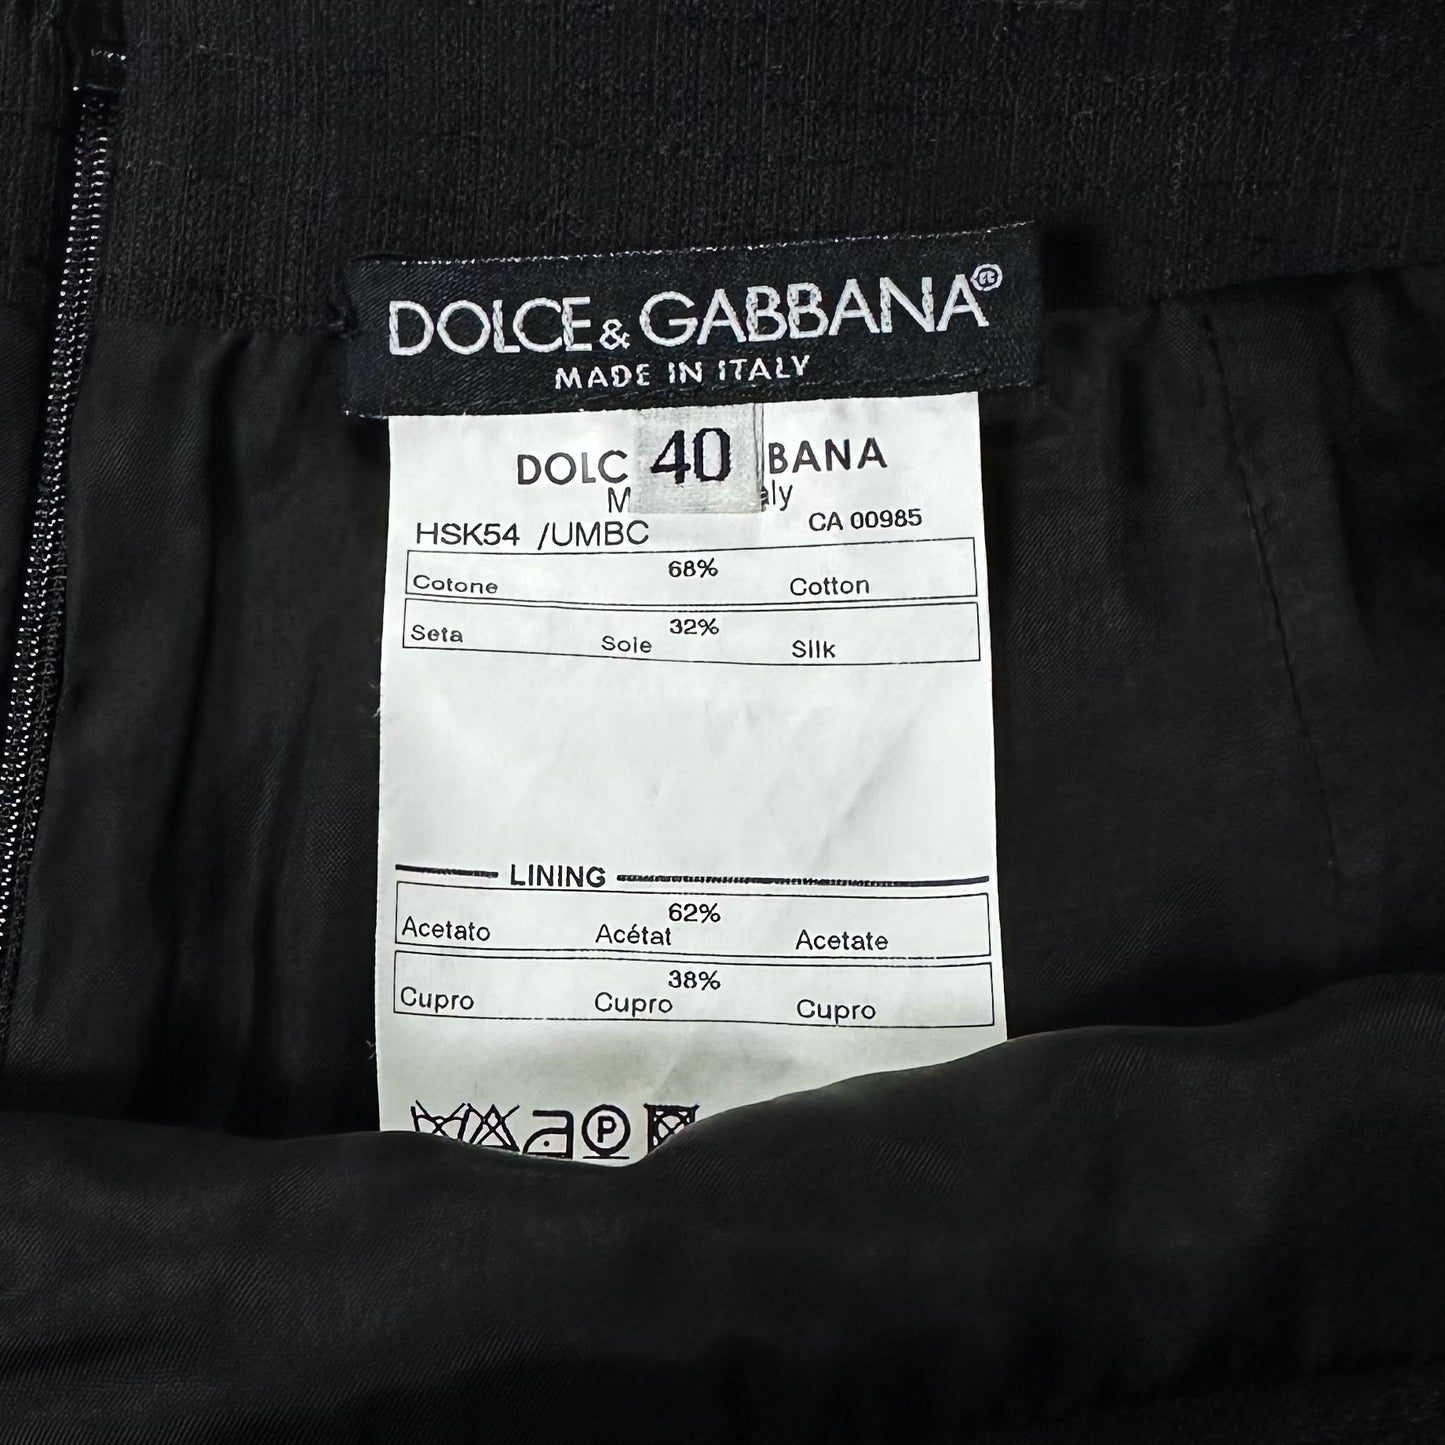 DOLCE & GABBANA®
MADE IN ITALY
40
DOLC BANA
M ly
HSK54 /UMBC CA 00985
68%
Cotone Cotton
32%
Seta Soie Silk
LINING
62%
Acetato Acétat Acetate
38%
Cupro Cupro Cupro
P